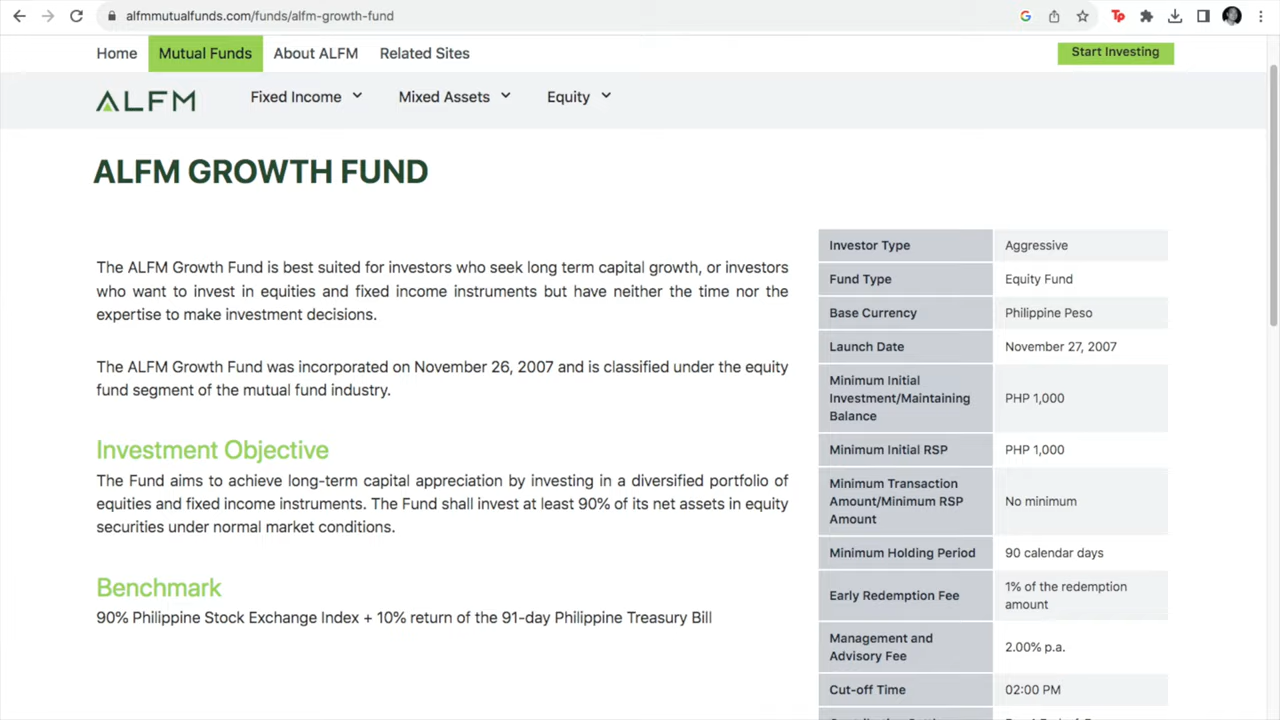 alfmmutualfunds.com/funds/alfm-growth-fund
Home
Mutual Funds
About ALFM
Related Sites
Start Investing
ALFM
Fixed Income
Mixed Assets
Equity
ALFM GROWTH FUND
The ALFM Growth Fund is best suited for investors who seek long term capital growth, or investors
who want to invest in equities and fixed income instruments but have neither the time nor the
expertise to make investment decisions.
The ALFM Growth Fund was incorporated on November 26, 2007 and is classified under the equity
fund segment of the mutual fund industry.
Investment Objective
The Fund aims to achieve long-term capital appreciation by investing in a diversified portfolio of
equities and fixed income instruments. The Fund shall invest at least 90% of its net assets in equity
securities under normal market conditions.
Benchmark
90% Philippine Stock Exchange Index + 10% return of the 91-day Philippine Treasury Bill
Investor Type
Aggressive
Fund Type
Equity Fund
Base Currency
Philippine Peso
Launch Date
November 27, 2007
Minimum Initial
Investment/Maintaining
Balance
PHP 1,000
Minimum Initial RSP
PHP 1,000
Minimum Transaction
Amount/Minimum RSP
Amount
No minimum
Minimum Holding Period
90 calendar days
Early Redemption Fee
1% of the redemption
amount
Management and
Advisory Fee
2.00% p.a.
Cut-off Time
02:00 PM